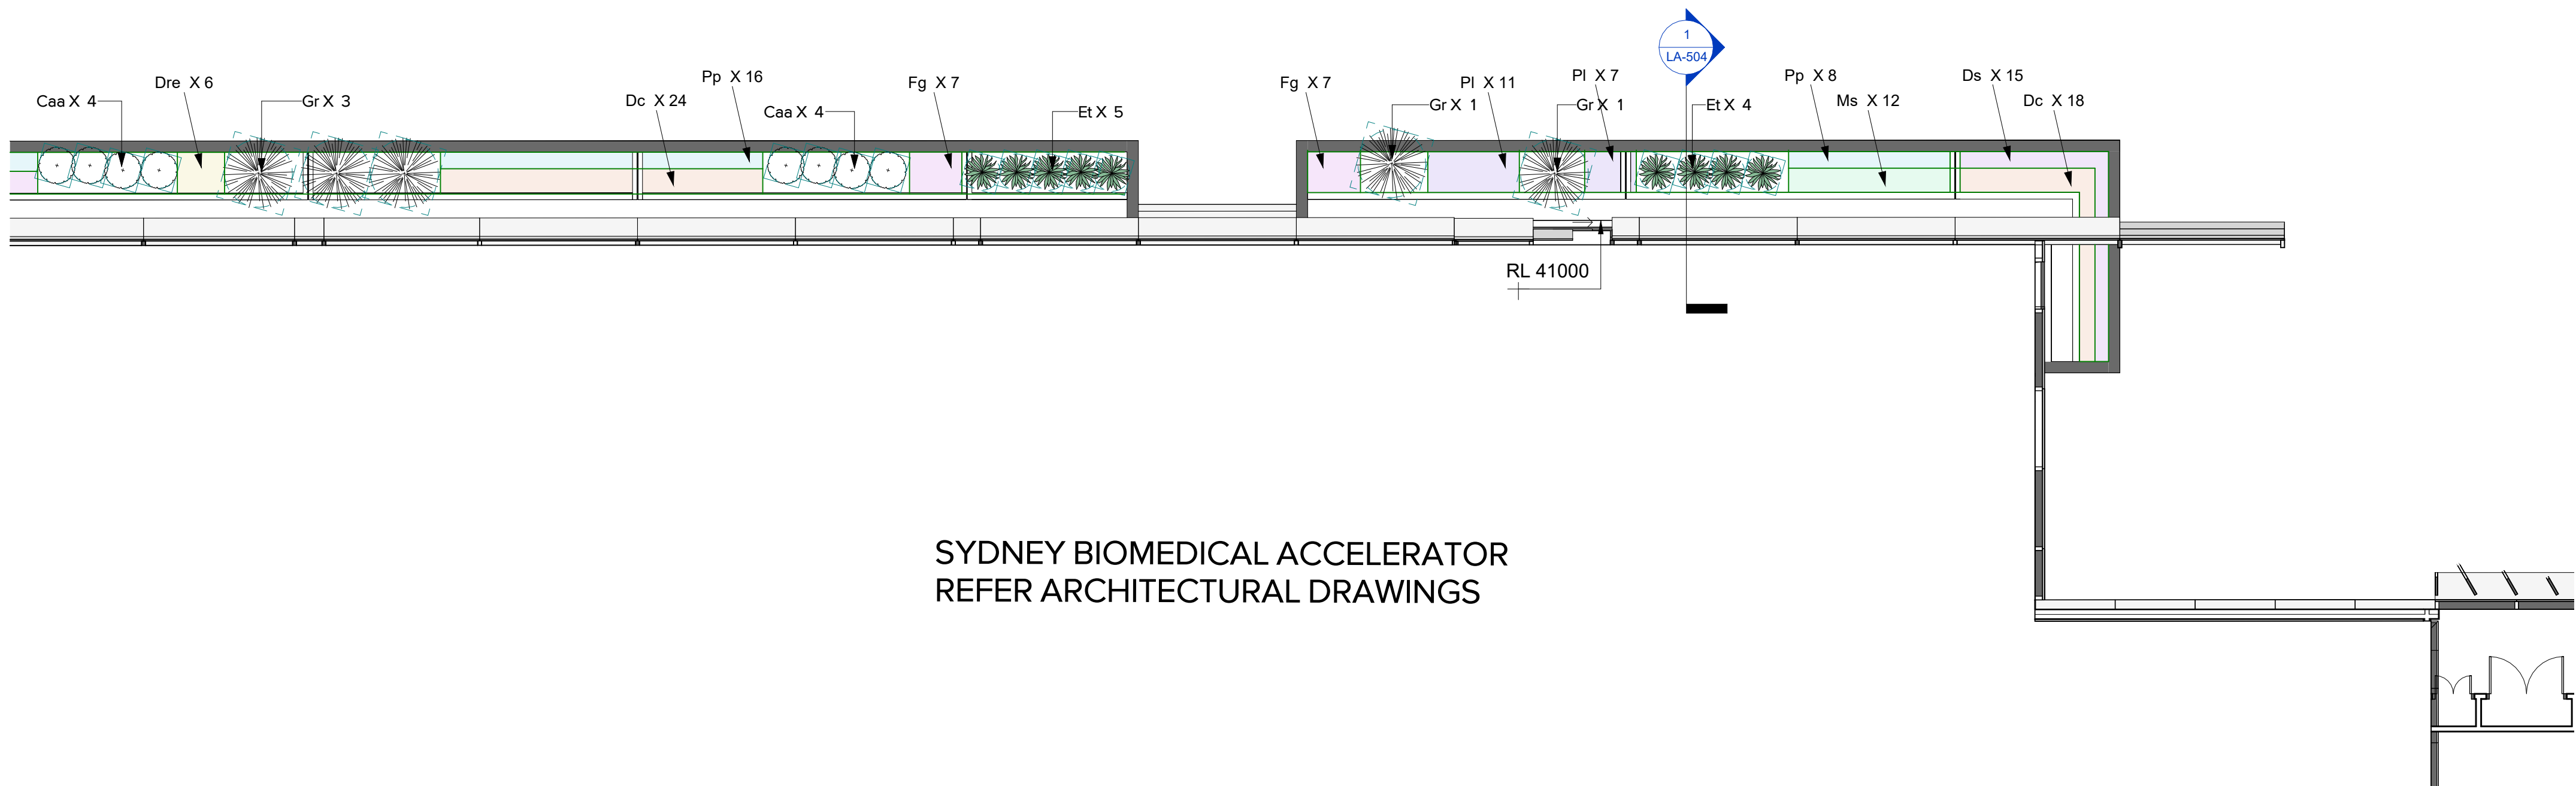 1
LA-504
Caa X 4
Dre X 6
Gr X 3
Dc X 24
Pp X 16
Caa X 4
Fg X 7
Et X 5
Fg X 7
Gr X 1
Pl X 11
Pl X 7
Gr X 1
Et X 4
Pp X 8
Ms X 12
Ds X 15
Dc X 18
RL 41000
SYDNEY BIOMEDICAL ACCELERATOR
REFER ARCHITECTURAL DRAWINGS